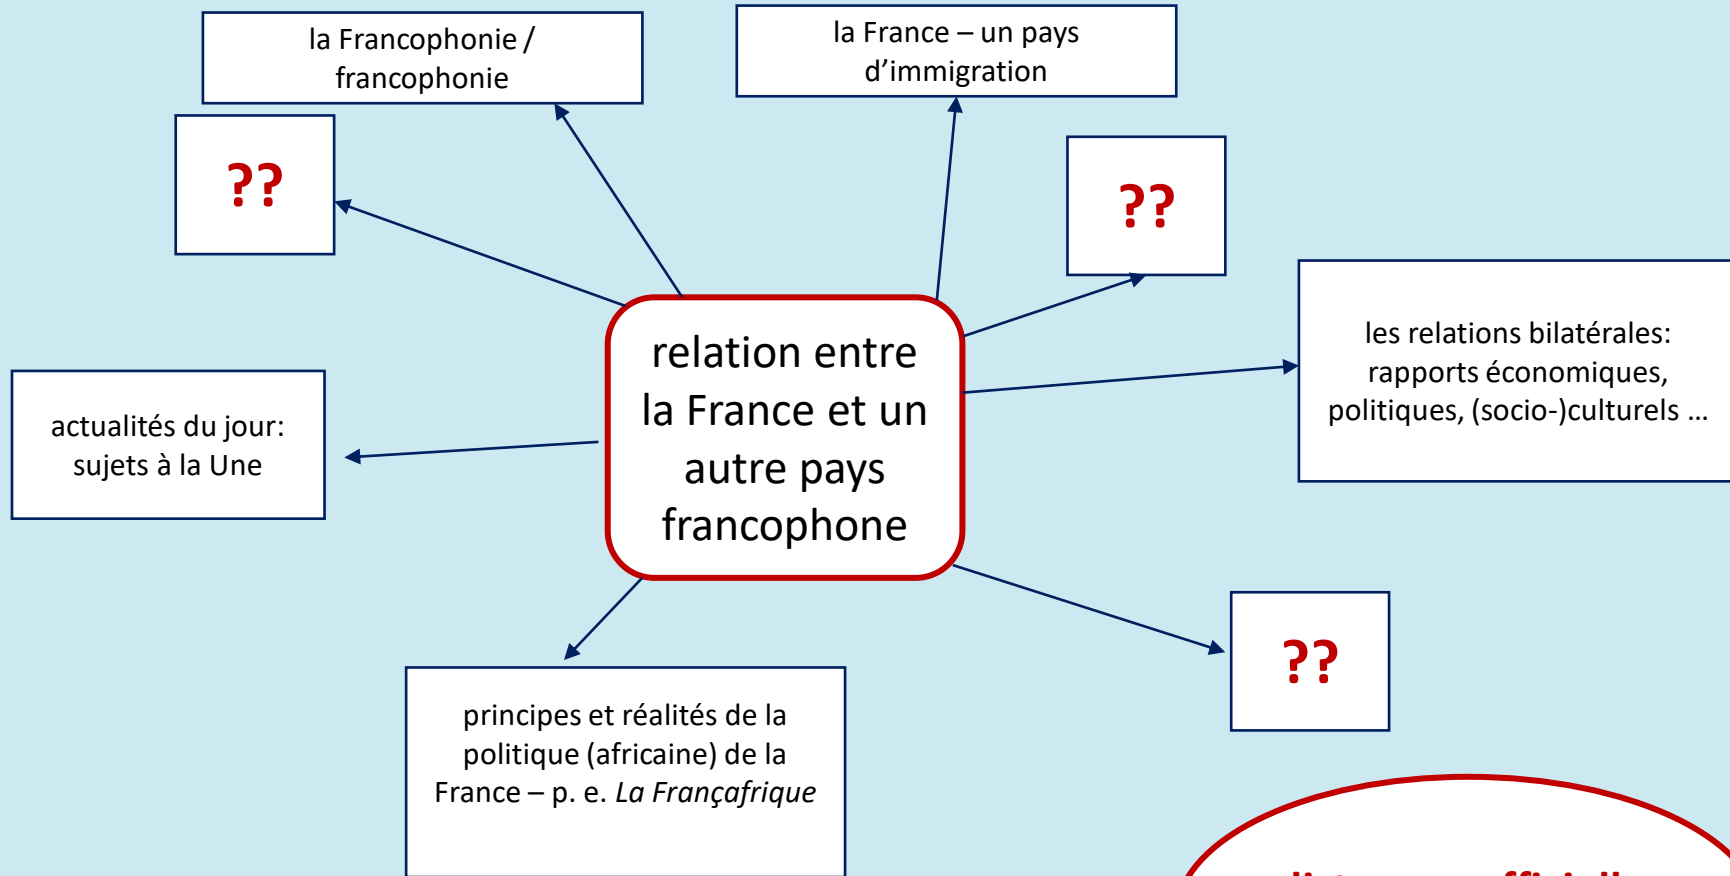 la Francophonie /
francophonie
la France – un pays
d’immigration
??
??
les relations bilatérales:
rapports économiques,
politiques, (socio-)culturels ...
relation entre
la France et un
autre pays
francophone
actualités du jour:
sujets à la Une
??
principes et réalités de la
politique (africaine) de la
France – p. e. La Françafrique